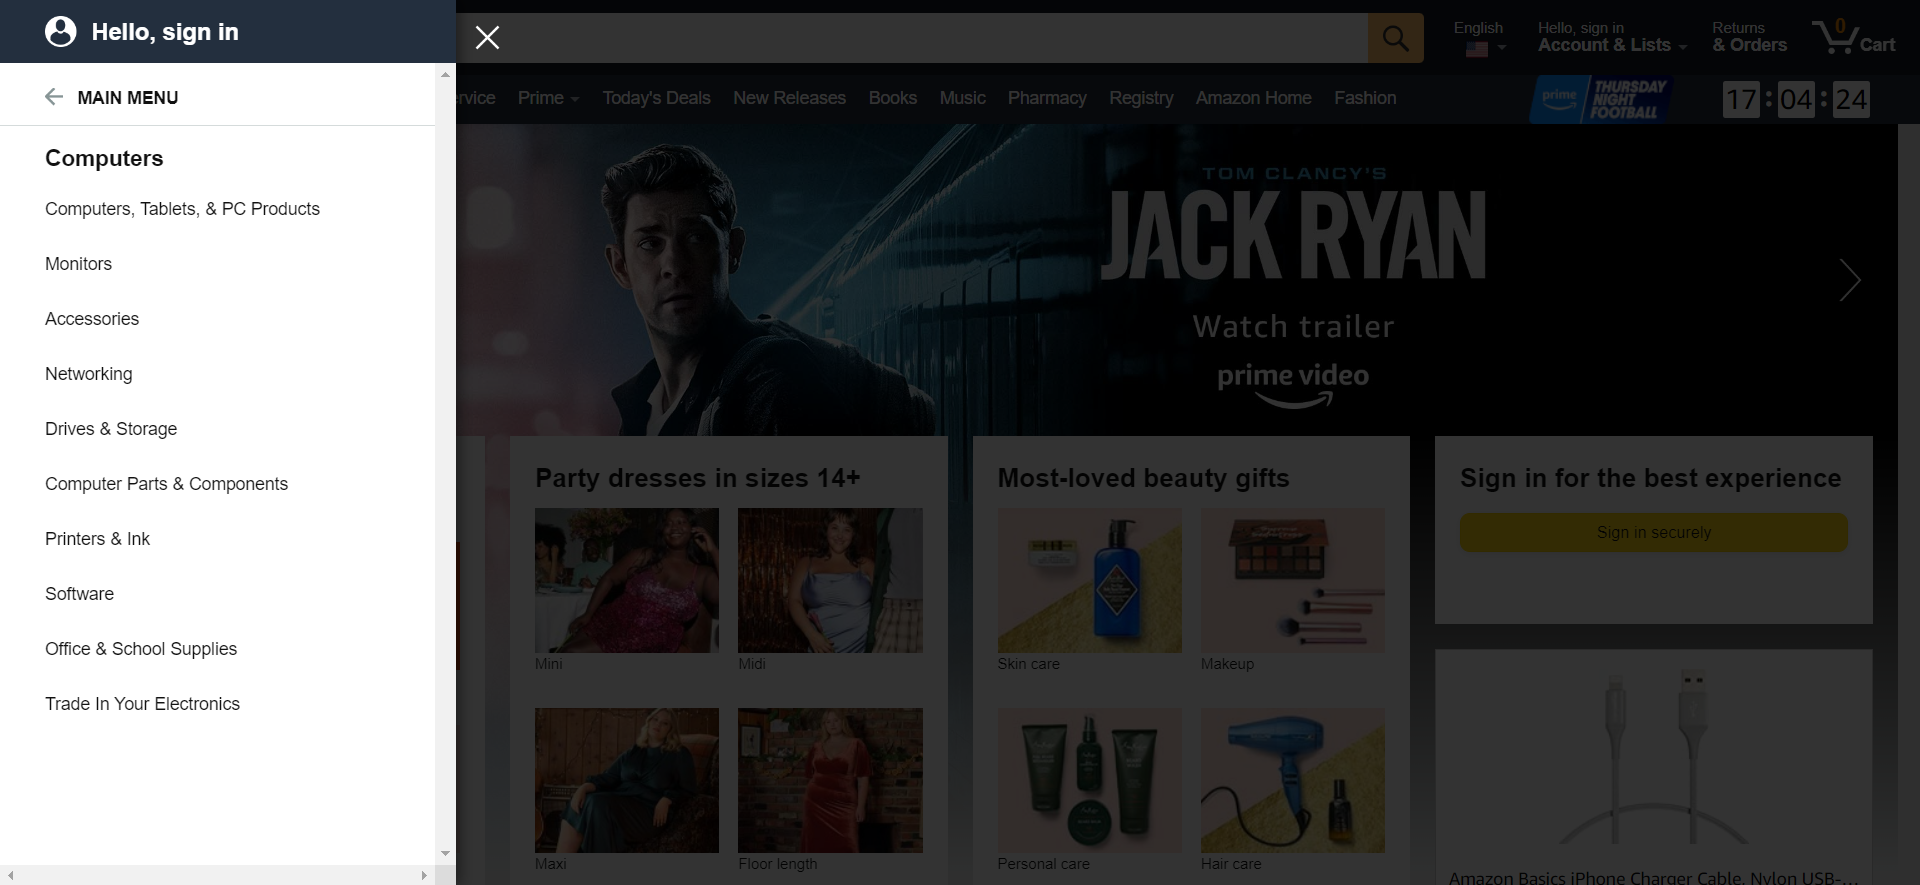 Hello, sign in
MAIN MENU
Computers
Computers, Tablets, & PC Products
Monitors
Accessories
Networking
Drives & Storage
Computer Parts & Components
Printers & Ink
Software
Office & School Supplies
Trade In Your Electronics
English
Hello, sign in
Account & Lists
Returns
& Orders
0
Cart
ervice Prime Today's Deals New Releases Books Music Pharmacy Registry Amazon Home Fashion
prime
THURSDAY
NIGHT
FOOTBALL
17 : 04 : 24
TOM CLANCY'S
JACK RYAN
Watch trailer
prime video
Party dresses in sizes 14+
Mini
Midi
Maxi
Floor length
Most-loved beauty gifts
Skin care
Makeup
Personal care
Hair care
Sign in for the best experience
Sign in securely
Amazon Basics iPhone Charger Cable, Nylon USB-...